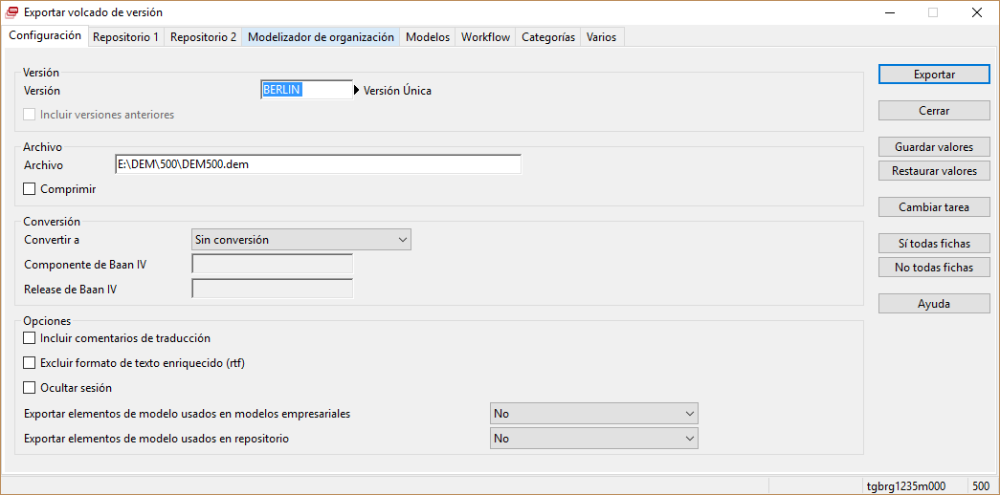 Exportar volcado de versión
Configuración Repositorio 1 Repositorio 2 Modelizador de organización Modelos Workflow Categorías Varios
Versión
Versión BERLIN Versión Única
Incluir versiones anteriores
Archivo
Archivo E:\DEM\500\DEM500.dem
Comprimir
Conversión
Convertir a Sin conversión
Componente de Baan IV
Release de Baan IV
Opciones
Incluir comentarios de traducción
Excluir formato de texto enriquecido (rtf)
Ocultar sesión
Exportar elementos de modelo usados en modelos empresariales No
Exportar elementos de modelo usados en repositorio No
Exportar
Cerrar
Guardar valores
Restaurar valores
Cambiar tarea
Sí todas fichas
No todas fichas
Ayuda
tgbrg1235m000 500